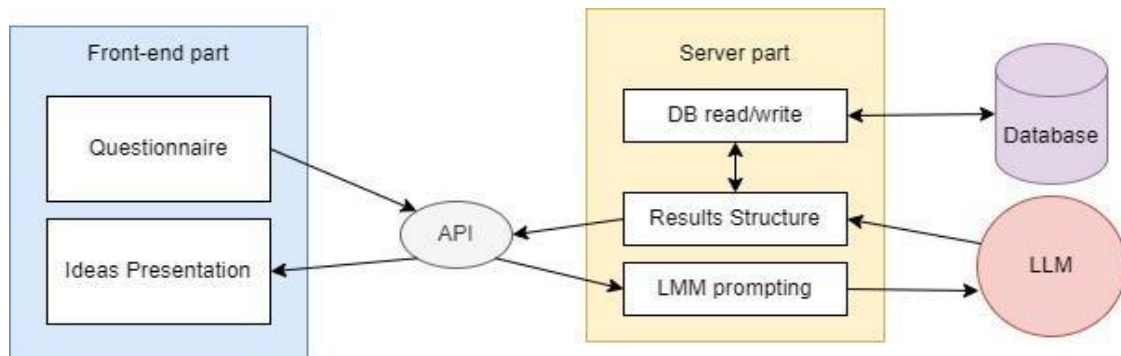 Front-end part
Questionnaire
Ideas Presentation
API
Server part
DB read/write
Results Structure
LMM prompting
Database
LLM